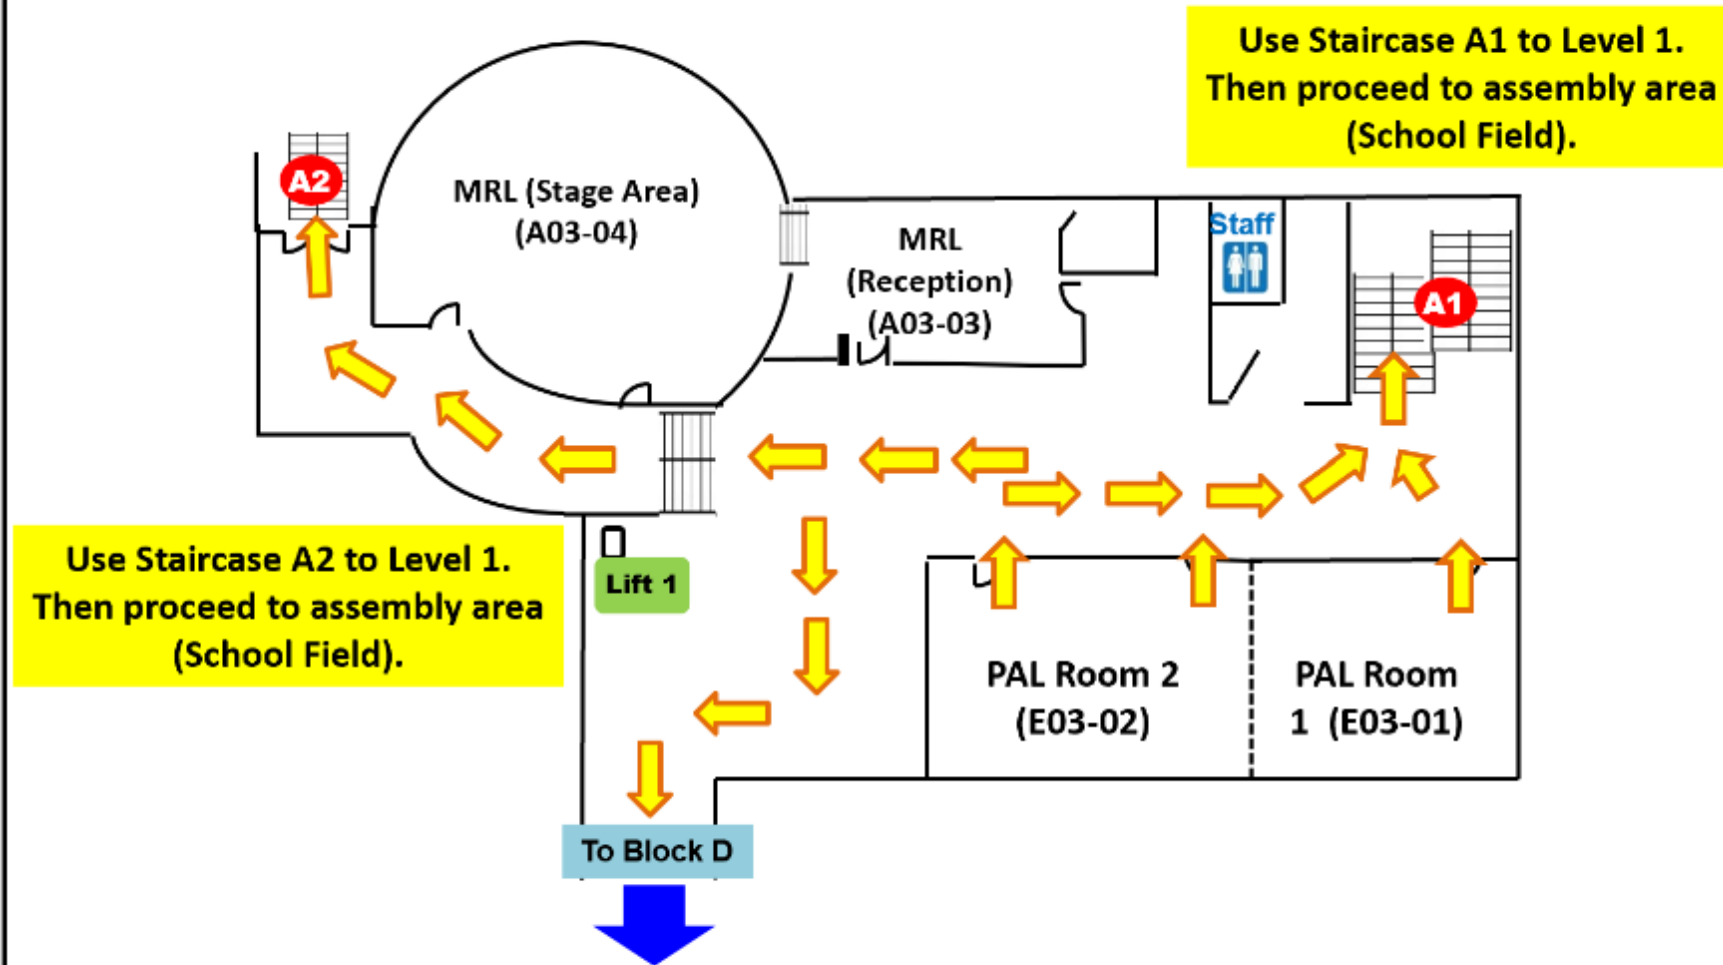 Use Staircase A1 to Level 1.
Then proceed to assembly area
(School Field).
A2
MRL (Stage Area)
(A03-04)
MRL
(Reception)
(A03-03)
Staff
A1
Use Staircase A2 to Level 1.
Then proceed to assembly area
(School Field).
Lift 1
PAL Room 2
(E03-02)
PAL Room
1 (E03-01)
To Block D